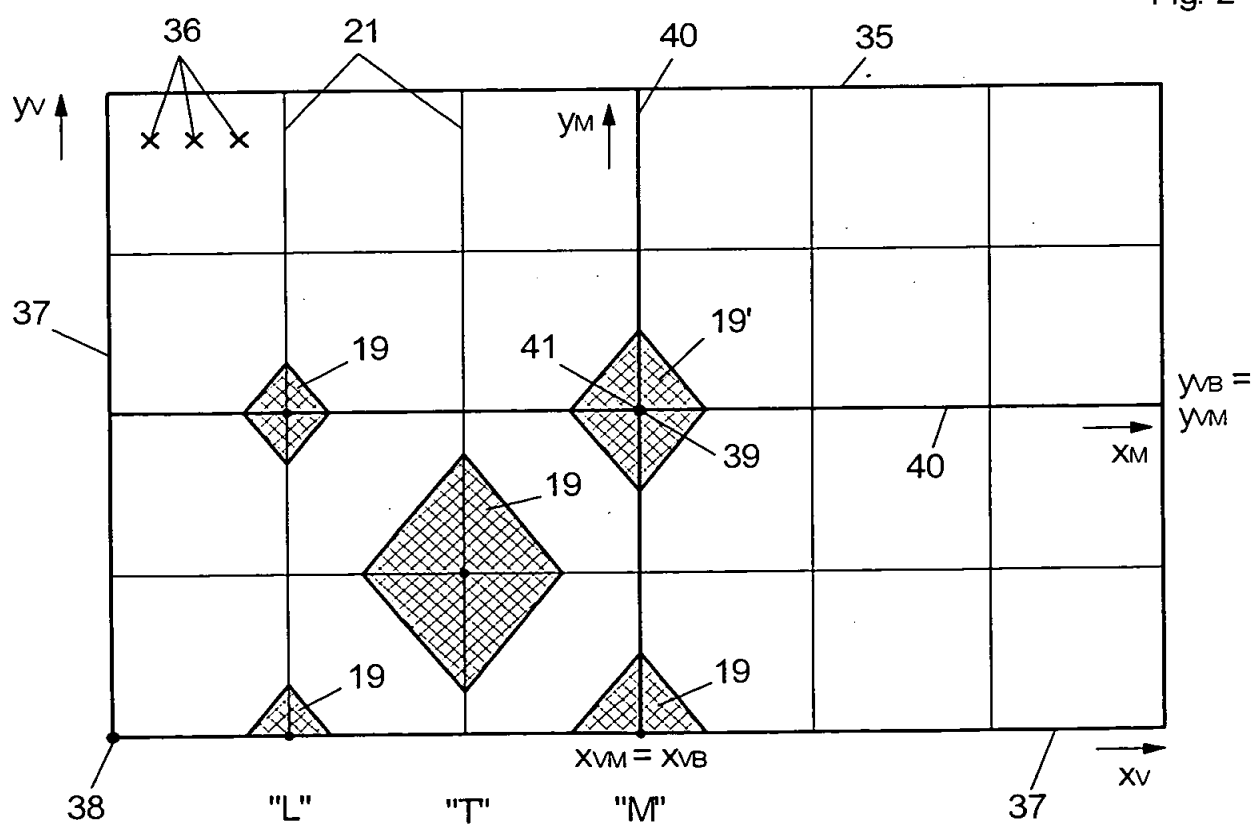 Fig. 2
36 21 40 35
yV yM
37
19 41 19'
yVB =
yVM
39 40 xM
19
19 19
xVM = xVB
xV
38 "L" "T" "M" 37